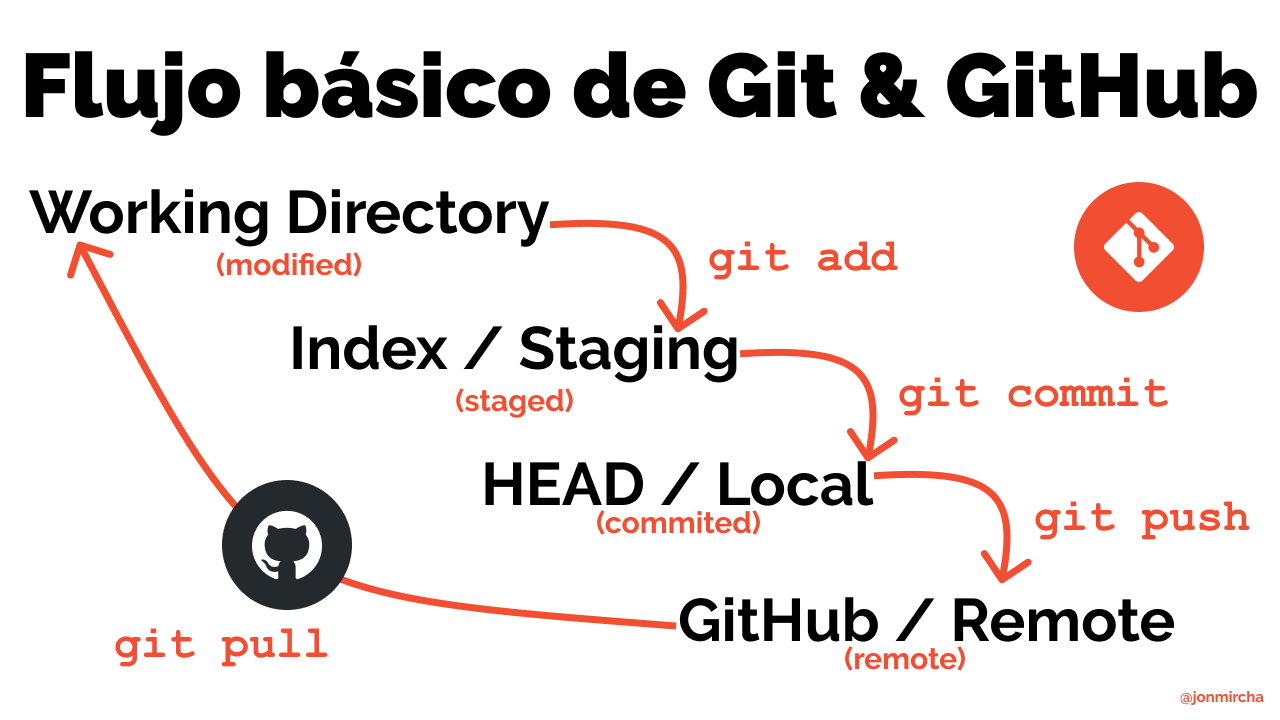 Flujo básico de Git & GitHub
Working Directory
(modified)
git add
Index / Staging
(staged)
git commit
HEAD / Local
(commited)
git push
GitHub / Remote
(remote)
git pull
@jonmircha